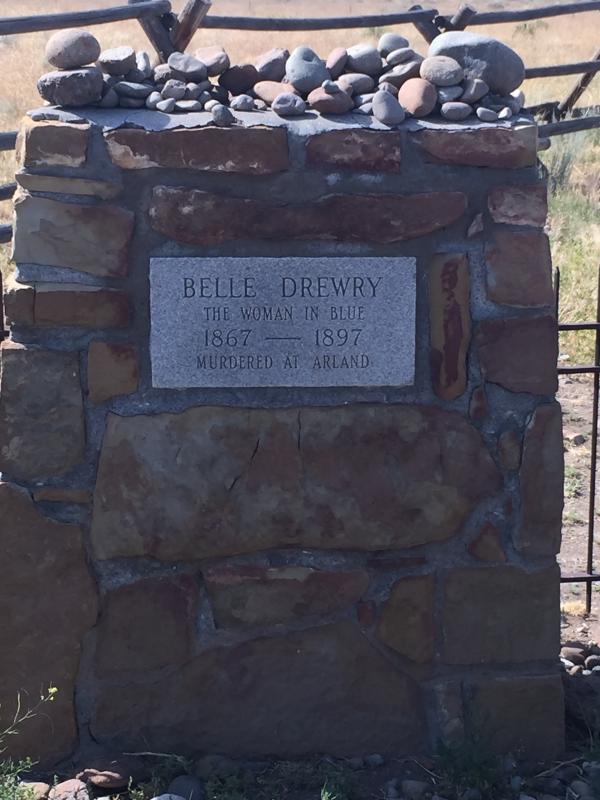 BELLE DREWRY
THE WOMAN IN BLUE
1867 — 1897
MURDERED AT ARLAND